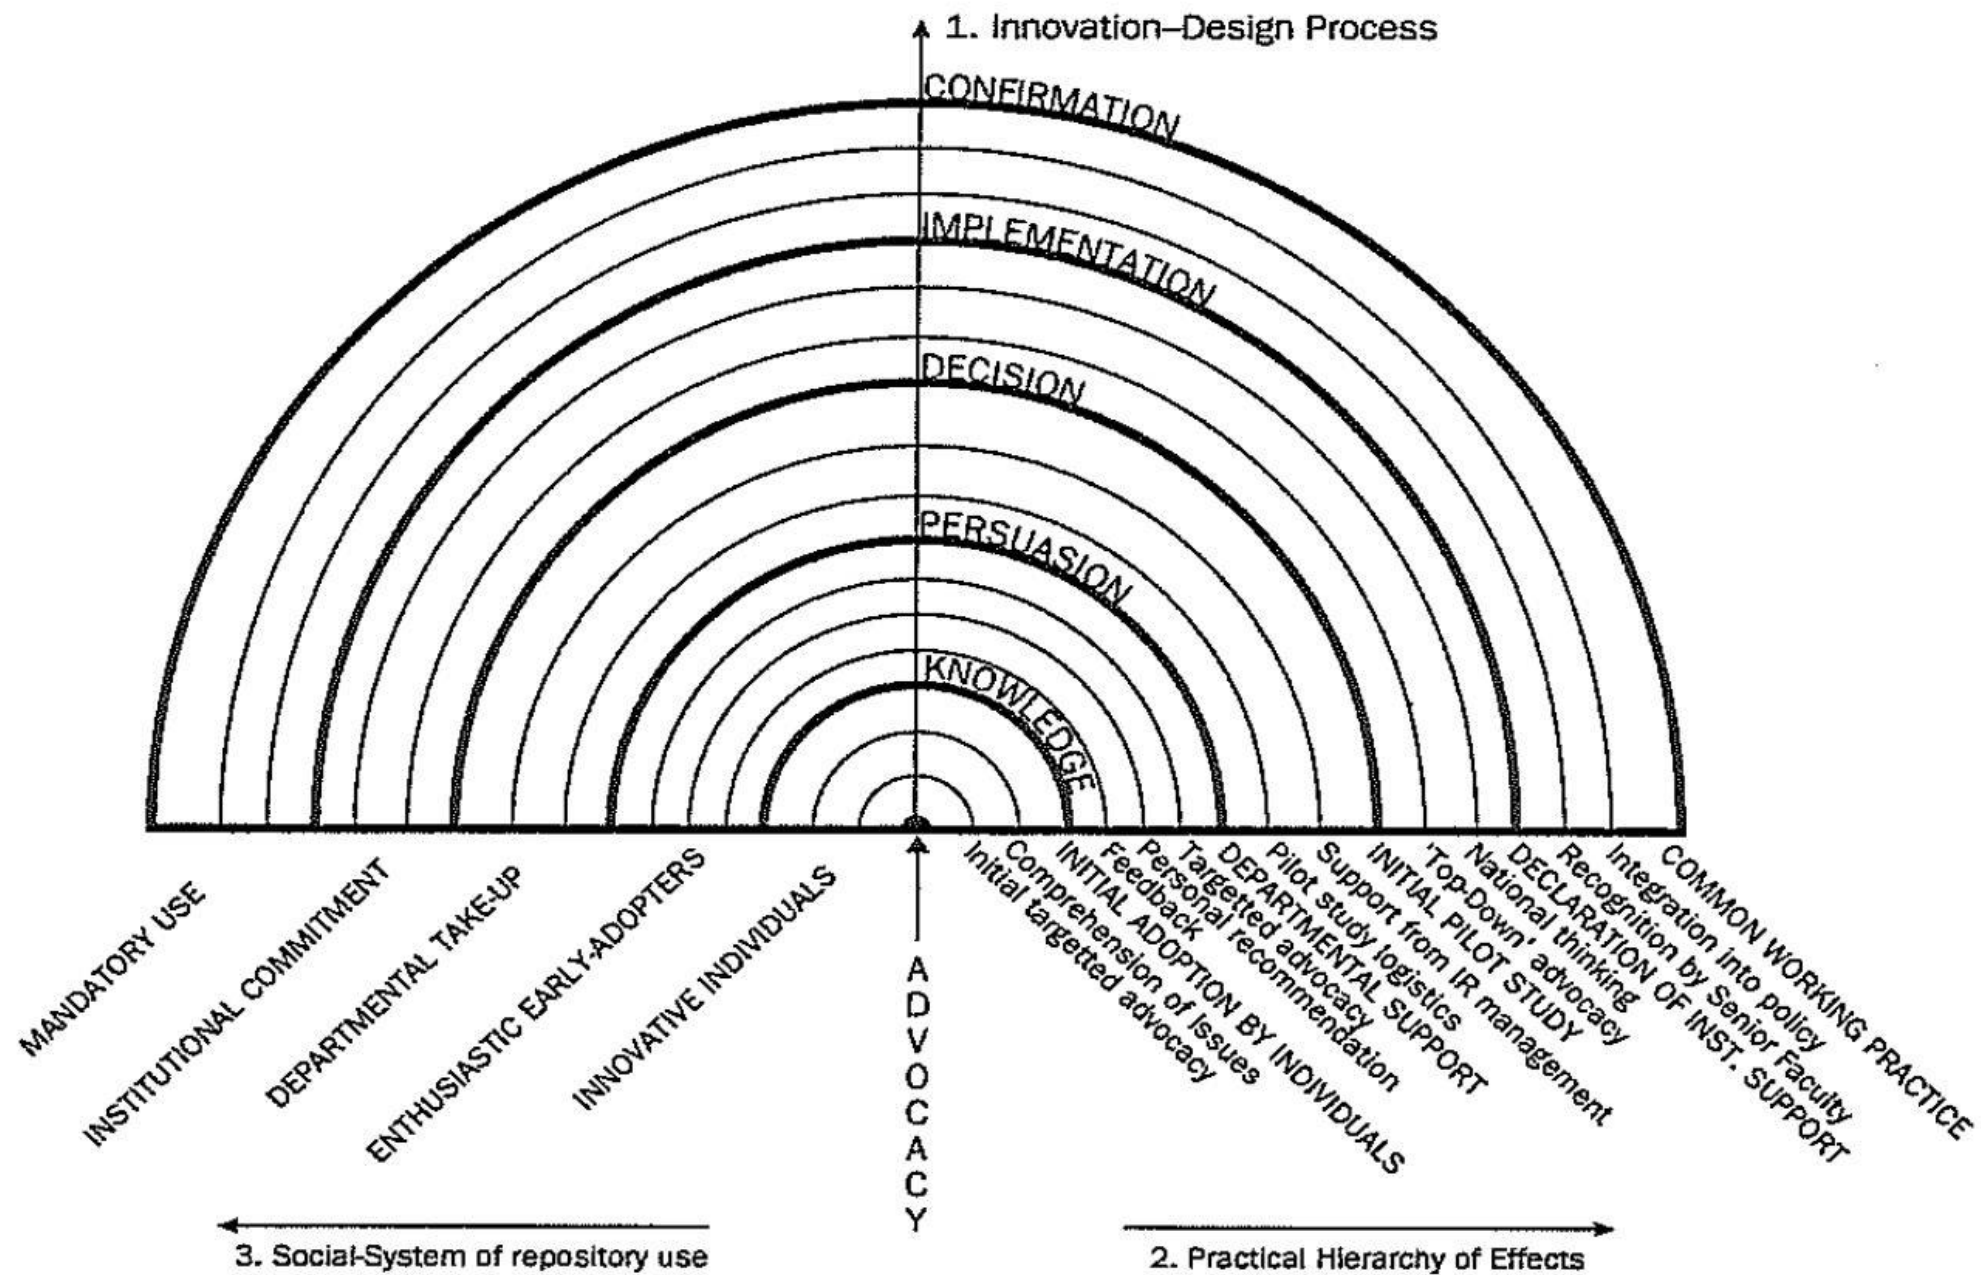 1. Innovation–Design Process
CONFIRMATION
IMPLEMENTATION
DECISION
PERSUASION
KNOWLEDGE
MANDATORY USE
INSTITUTIONAL COMMITMENT
DEPARTMENTAL TAKE-UP
ENTHUSIASTIC EARLY-ADOPTERS
INNOVATIVE INDIVIDUALS
ADVOCACY
Initial targetted advocacy
Comprehension of Issues
INITIAL ADOPTION BY INDIVIDUALS
Feedback
Personal recommendation
Targetted advocacy
DEPARTMENTAL SUPPORT
Pilot study logistics
Support from IR management
INITIAL PILOT STUDY
'Top-Down' advocacy
National thinking
DECLARATION OF INST. SUPPORT
Recognition by Senior Faculty
Integration into policy
COMMON WORKING PRACTICE
3. Social-System of repository use
2. Practical Hierarchy of Effects